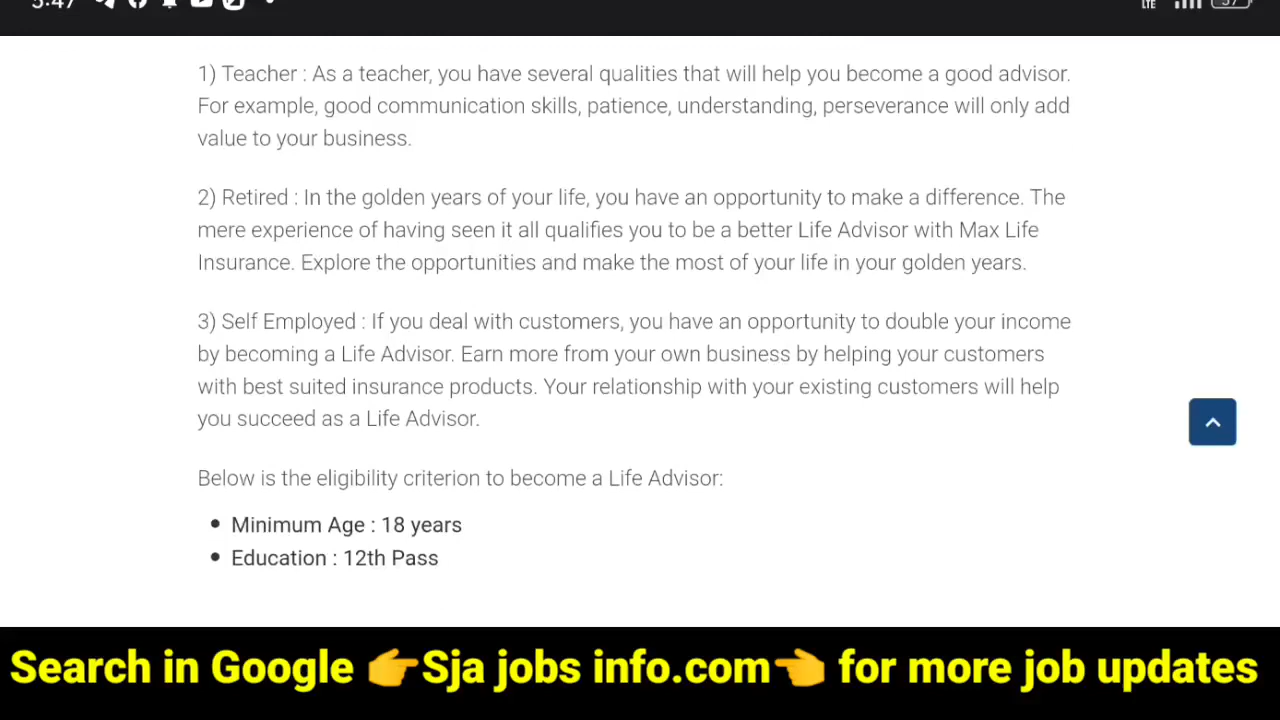 5:47
LTE
57
1) Teacher : As a teacher, you have several qualities that will help you become a good advisor.
For example, good communication skills, patience, understanding, perseverance will only add
value to your business.
2) Retired : In the golden years of your life, you have an opportunity to make a difference. The
mere experience of having seen it all qualifies you to be a better Life Advisor with Max Life
Insurance. Explore the opportunities and make the most of your life in your golden years.
3) Self Employed : If you deal with customers, you have an opportunity to double your income
by becoming a Life Advisor. Earn more from your own business by helping your customers
with best suited insurance products. Your relationship with your existing customers will help
you succeed as a Life Advisor.
Below is the eligibility criterion to become a Life Advisor:
• Minimum Age : 18 years
• Education : 12th Pass
Search in Google 👉Sja jobs info.com👈 for more job updates